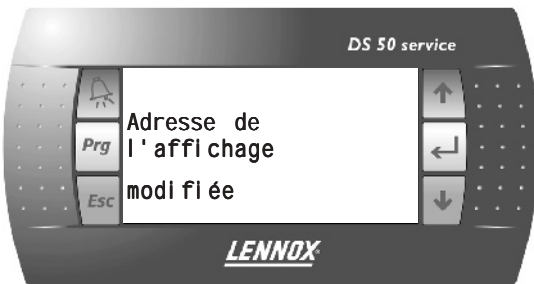 DS 50 service
Adresse de
Prg
l'affichage
Esc
modifiée
LENNOX